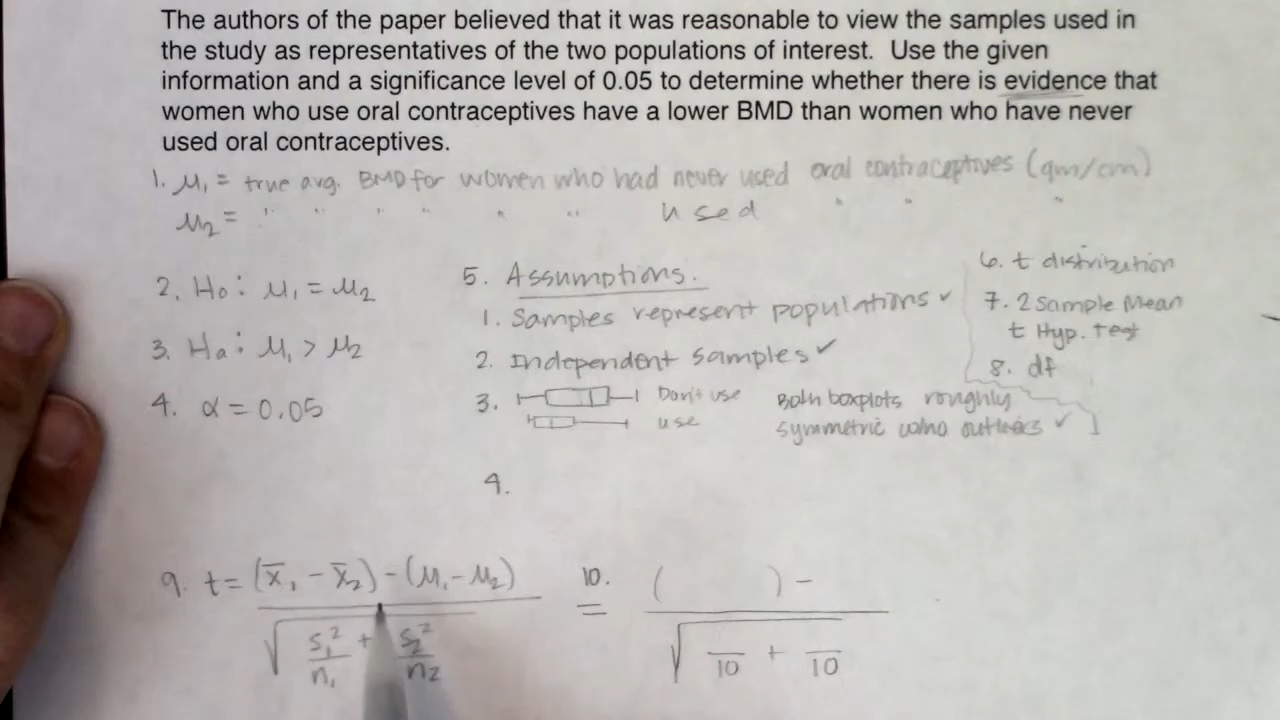 The authors of the paper believed that it was reasonable to view the samples used in
the study as representatives of the two populations of interest. Use the given
information and a significance level of 0.05 to determine whether there is evidence that
women who use oral contraceptives have a lower BMD than women who have never
used oral contraceptives.
1. μ₁ = true avg. BMD for women who had never used oral contraceptives (gm/cm)
μ₂ = " " " " " " used " " "
2. Ho: μ₁ = μ₂
3. Ha: μ₁ > μ₂
4. α = 0.05
5. Assumptions.
1. Samples represent populations ✓
2. Independent samples ✓
3. Don't use
use
Both boxplots roughly
symmetric w/no outliers ✓
4.
6. t distribution
7. 2 Sample Mean
t Hyp. Test
8. df
9. t = (x̄₁ - x̄₂) - (μ₁ - μ₂)
√ s₁²/n₁ + s₂²/n₂
10. = ( ) -
√ /10 + /10